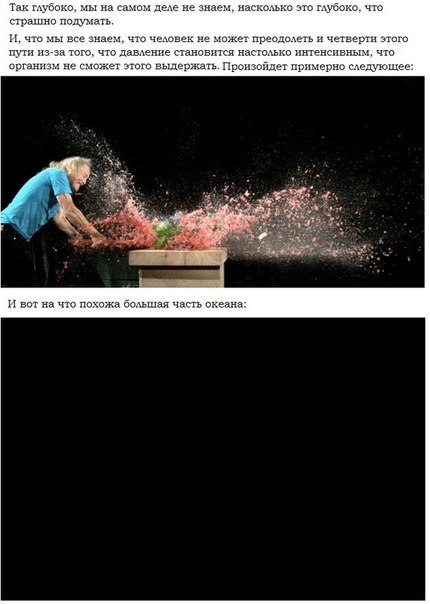 Так глубоко, мы на самом деле не знаем, насколько это глубоко, что
страшно подумать.
И, что мы все знаем, что человек не может преодолеть и четверти этого
пути из-за того, что давление становится настолько интенсивным, что
организм не сможет этого выдержать. Произойдет примерно следующее:
И вот на что похожа большая часть океана: